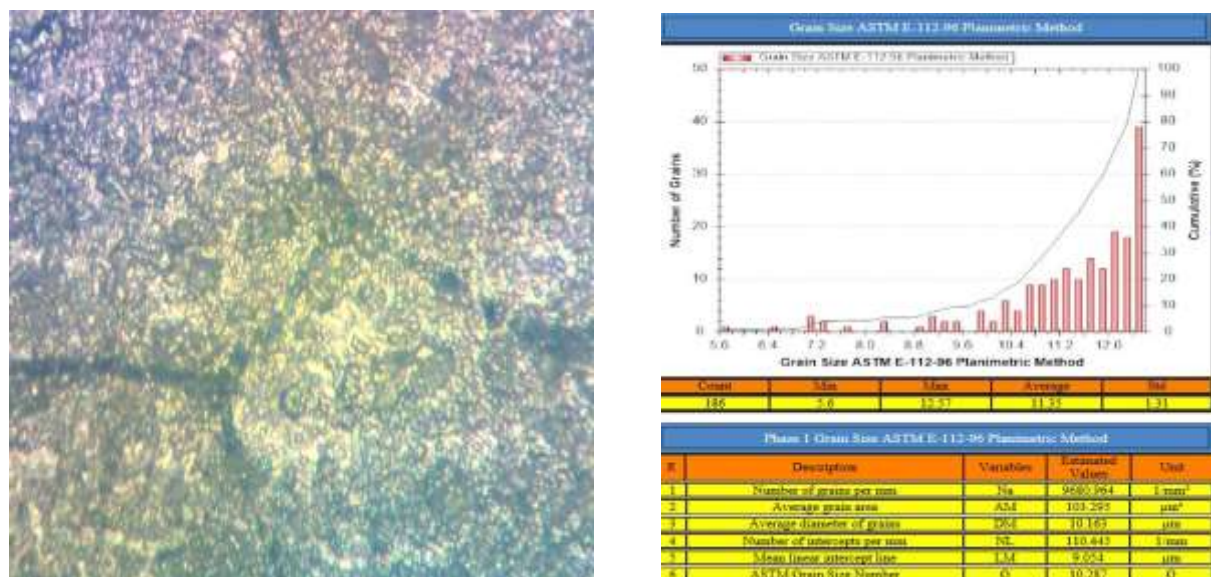 Grain Size ASTM E-112-96 Planimetric Method
Grain Size ASTM E-112-96 Planimetric Method
50 100
90
40 80
70
30 60
50
20 40
30
10 20
10
0 0
5.6 6.4 7.2 8.0 8.8 9.6 10.4 11.2 12.0
Number of Grains
Cumulative (%)
Grain Size ASTM E-112-96 Planimetric Method
Count Min Max Average Std
186 5.6 12.57 11.35 1.31
Phase 1 Grain Size ASTM E-112-96 Planimetric Method
# Description Variables Estimated Values Unit
1 Number of grains per mm Na 9680.964 1/mm²
2 Average grain area AM 103.295 µm²
3 Average diameter of grains DM 10.163 µm
4 Number of intercepts per mm NL 110.445 1/mm
5 Mean linear intercept line LM 9.054 µm
6 ASTM Grain Size Number G 10.282 G